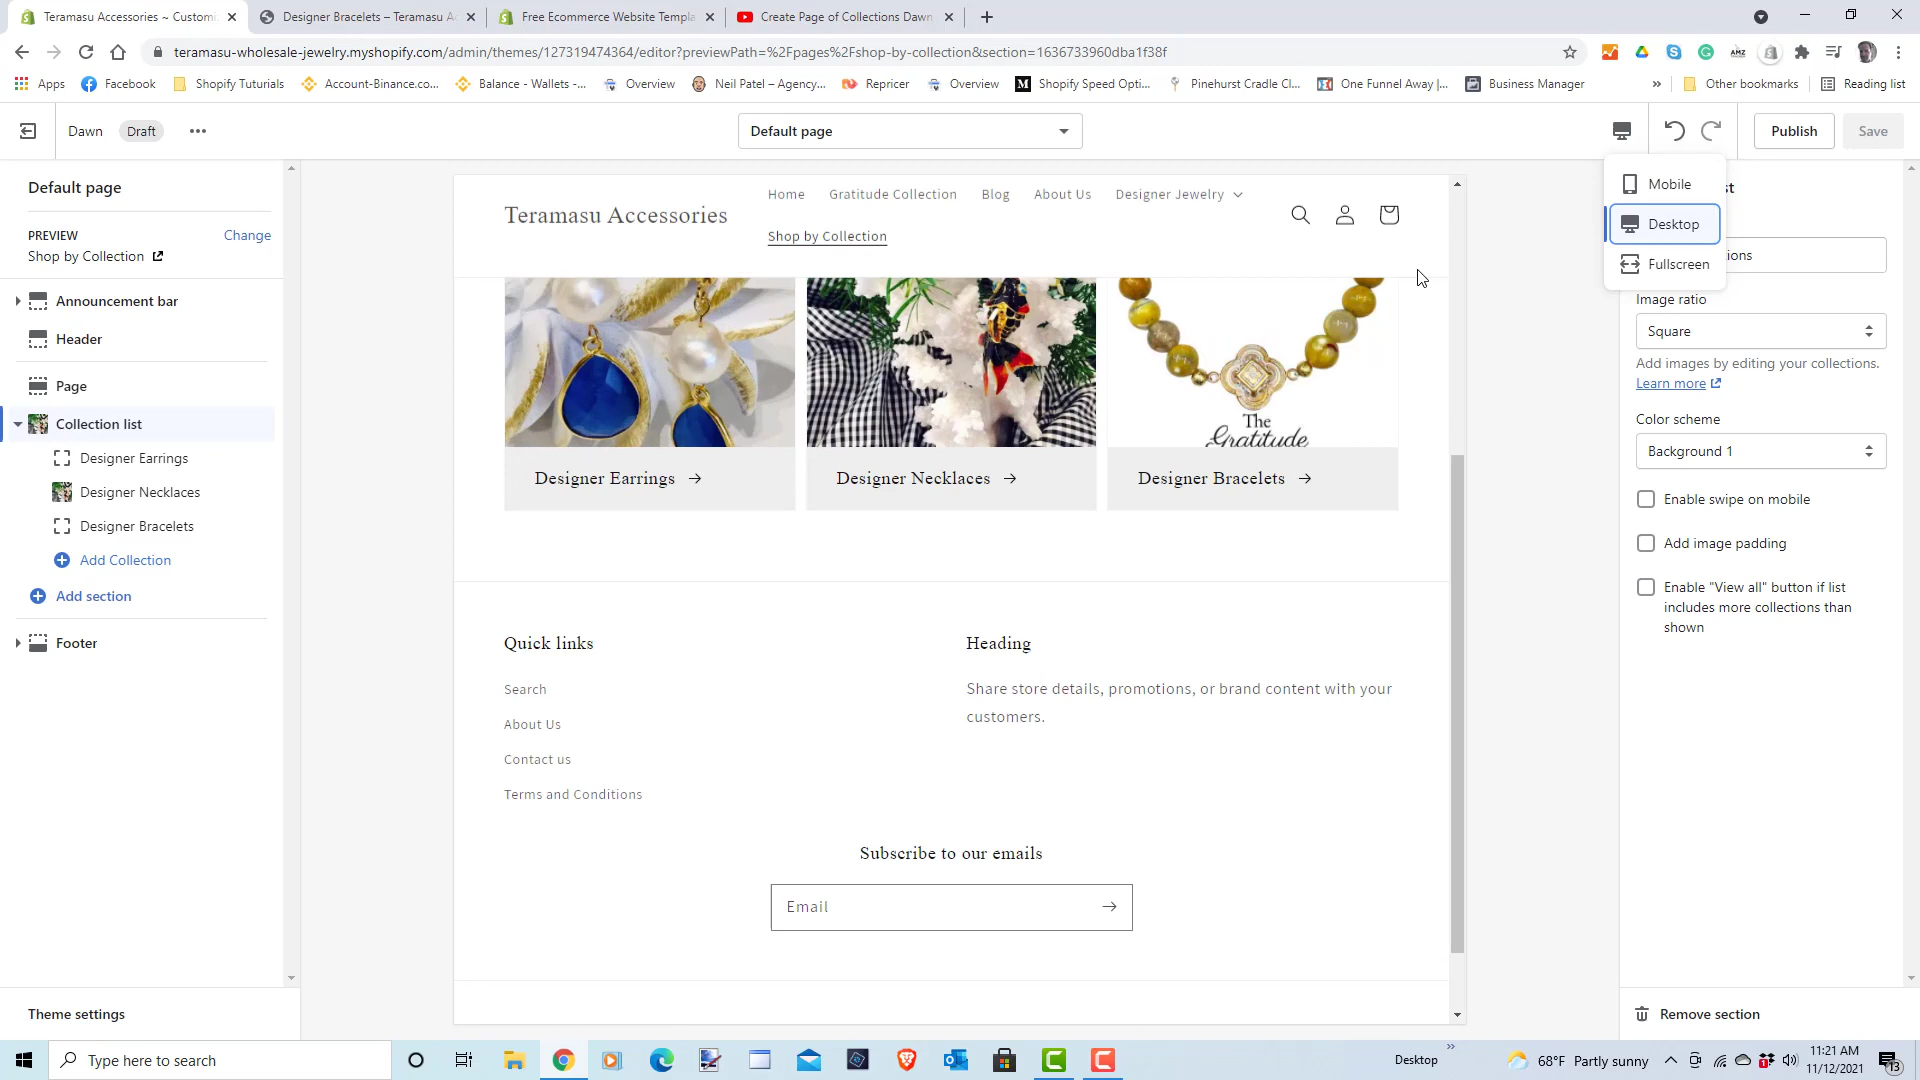 Teramasu Accessories ~ Customi
Designer Bracelets – Teramasu Ac
Free Ecommerce Website Templa
Create Page of Collections Dawn
teramasu-wholesale-jewelry.myshopify.com/admin/themes/127319474364/editor?previewPath=%2Fpages%2Fshop-by-collection&section=1636733960dba1f38f
Apps
Facebook
Shopify Tuturials
Account-Binance.co...
Balance - Wallets -...
Overview
Neil Patel – Agency...
Repricer
Overview
Shopify Speed Opti...
Pinehurst Cradle Cl...
One Funnel Away |...
Business Manager
»
Other bookmarks
Reading list
Dawn
Draft
Default page
Publish
Save
Mobile
Desktop
Fullscreen
Default page
PREVIEW
Change
Shop by Collection
Announcement bar
Header
Page
Collection list
Designer Earrings
Designer Necklaces
Designer Bracelets
Add Collection
Add section
Footer
Theme settings
Teramasu Accessories
Home
Gratitude Collection
Blog
About Us
Designer Jewelry
Shop by Collection
The
Gratitude
Designer Earrings →
Designer Necklaces →
Designer Bracelets →
Quick links
Search
About Us
Contact us
Terms and Conditions
Heading
Share store details, promotions, or brand content with your
customers.
Subscribe to our emails
Email
st
ions
Image ratio
Square
Add images by editing your collections.
Learn more
Color scheme
Background 1
Enable swipe on mobile
Add image padding
Enable "View all" button if list
includes more collections than
shown
Remove section
Type here to search
Desktop
»
68°F Partly sunny
11:21 AM
11/12/2021
13